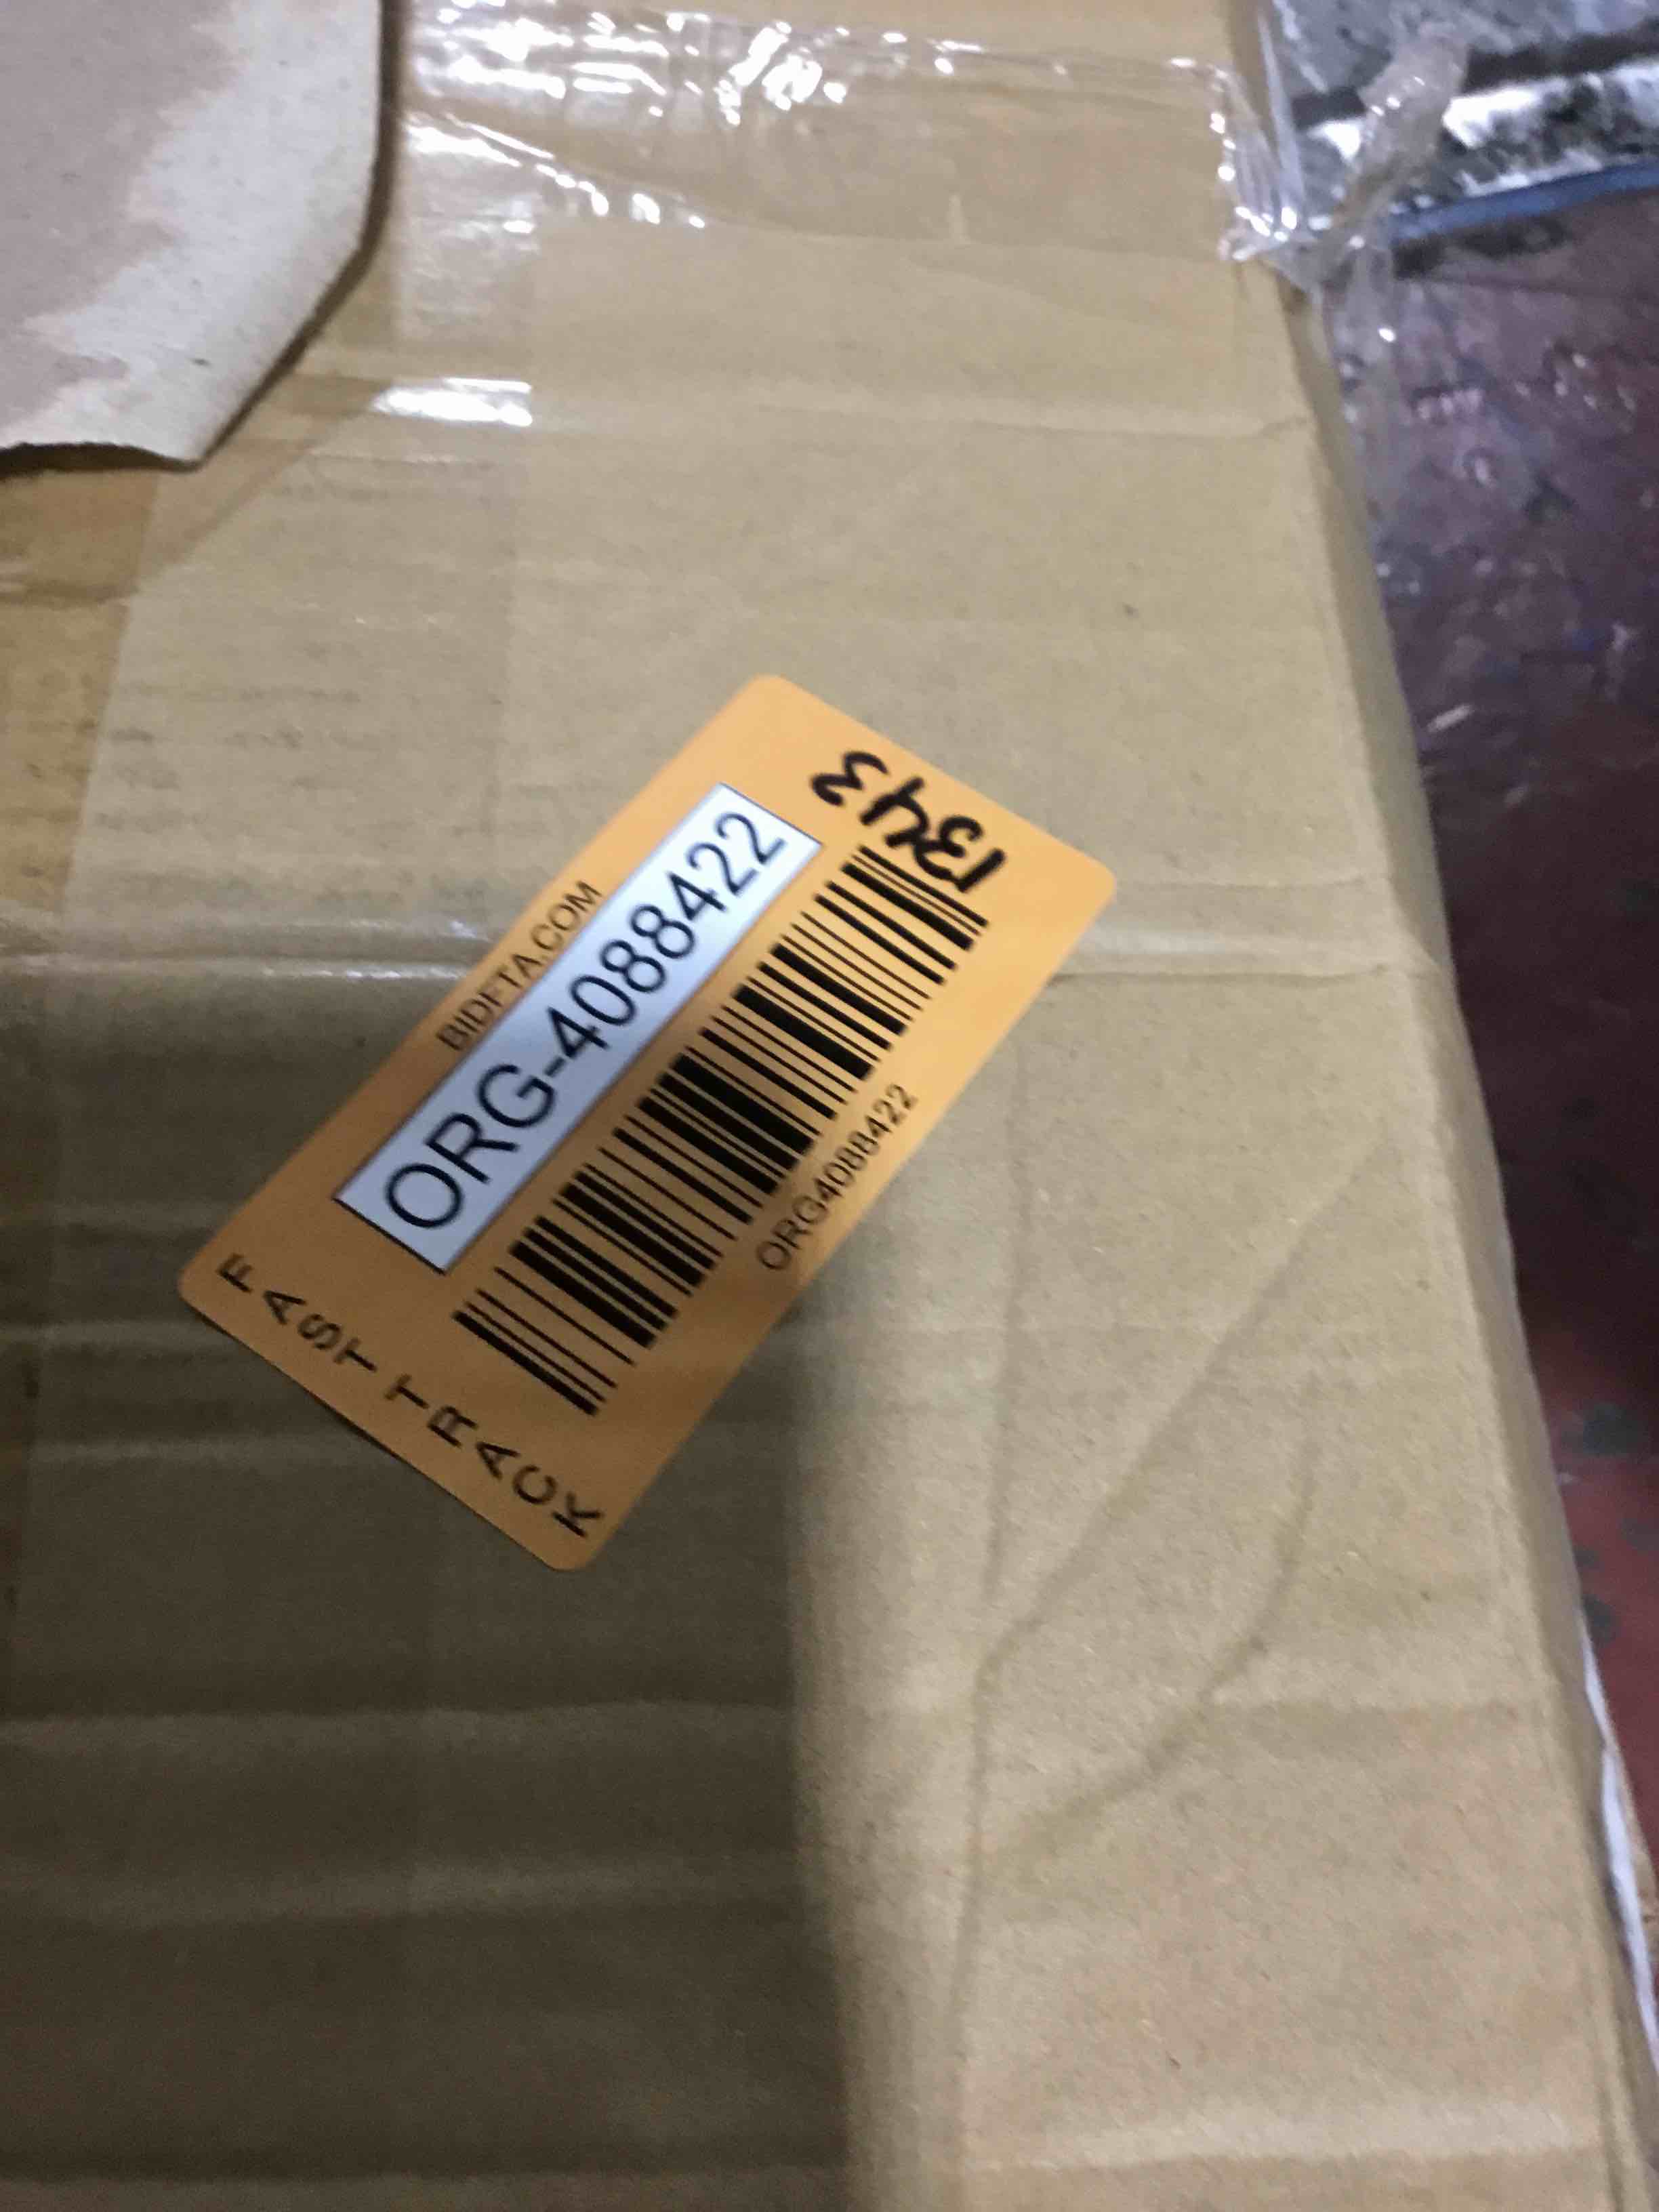 BIDFTA.COM
ORG-4088422
ORG4088422
FAST TRACK
1343